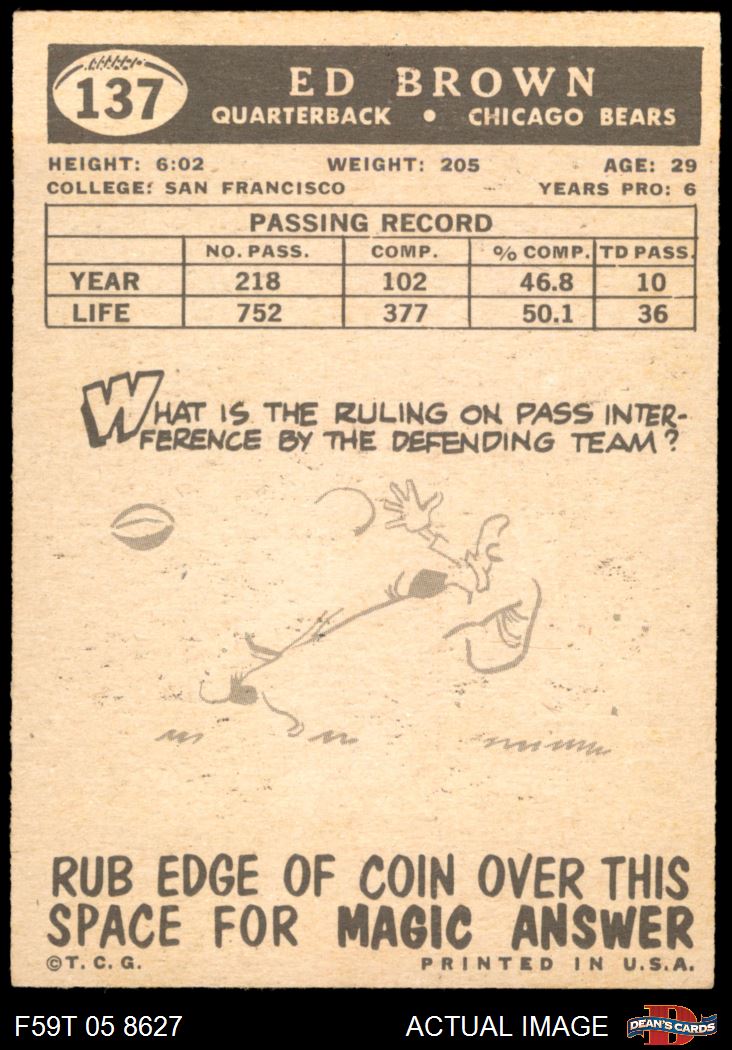 137
ED BROWN
QUARTERBACK • CHICAGO BEARS
HEIGHT: 6:02 WEIGHT: 205 AGE: 29
COLLEGE: SAN FRANCISCO YEARS PRO: 6
PASSING RECORD
NO. PASS. COMP. % COMP. TD PASS.
YEAR 218 102 46.8 10
LIFE 752 377 50.1 36
WHAT IS THE RULING ON PASS INTER-
FERENCE BY THE DEFENDING TEAM?
RUB EDGE OF COIN OVER THIS
SPACE FOR MAGIC ANSWER
©T. C. G. PRINTED IN U.S.A.
F59T 05 8627 ACTUAL IMAGE D DEAN'S CARDS